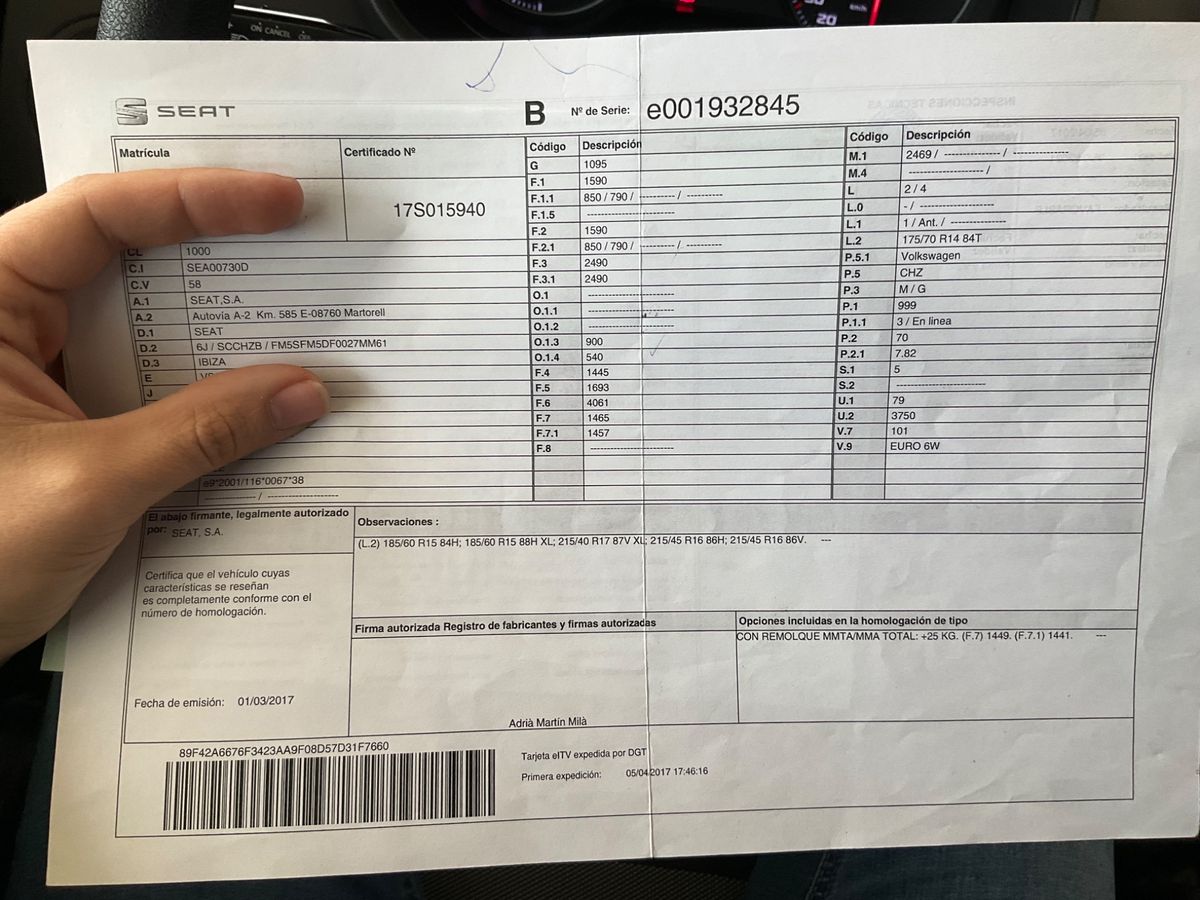 ON CANCEL
20
km/h
SEAT
B Nº de Serie: e001932845
Matrícula
Certificado Nº
17S015940
CL 1000
C.I SEA00730D
C.V 58
A.1 SEAT,S.A.
A.2 Autovía A-2 Km. 585 E-08760 Martorell
D.1 SEAT
D.2 6J / SCCHZB / FM5SFM5DF0027MM61
D.3 IBIZA
E
J
e9*2001/116*0067*38
--------------- / --------------------
Código Descripción
G 1095
F.1 1590
F.1.1 850 / 790 / ---------- / ----------
F.1.5 -------------------------
F.2 1590
F.2.1 850 / 790 / ---------- / ----------
F.3 2490
F.3.1 2490
O.1 -------------------------
O.1.1 -------------------------
O.1.2 -------------------------
O.1.3 900
O.1.4 540
F.4 1445
F.5 1693
F.6 4061
F.7 1465
F.7.1 1457
F.8 -------------------------
Código Descripción
M.1 2469 / --------------- / ---------------
M.4 -------------------- /
L 2 / 4
L.0 - / --------------------
L.1 1 / Ant. / ---------------
L.2 175/70 R14 84T
P.5.1 Volkswagen
P.5 CHZ
P.3 M / G
P.1 999
P.1.1 3 / En linea
P.2 70
P.2.1 7.82
S.1 5
S.2 -------------------------
U.1 79
U.2 3750
V.7 101
V.9 EURO 6W
El abajo firmante, legalmente autorizado
por: SEAT, S.A.
Certifica que el vehículo cuyas
características se reseñan
es completamente conforme con el
número de homologación.
Fecha de emisión: 01/03/2017
Observaciones :
(L.2) 185/60 R15 84H; 185/60 R15 88H XL; 215/40 R17 87V XL; 215/45 R16 86H; 215/45 R16 86V. ---
Firma autorizada Registro de fabricantes y firmas autorizadas
Adrià Martín Milà
Opciones incluidas en la homologación de tipo
CON REMOLQUE MMTA/MMA TOTAL: +25 KG. (F.7) 1449. (F.7.1) 1441. ---
89F42A6676F3423AA9F08D57D31F7660
Tarjeta eITV expedida por DGT
Primera expedición: 05/04/2017 17:46:16